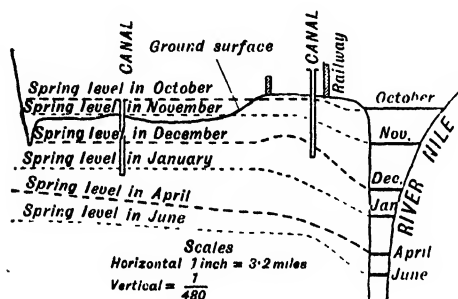 CANAL
Ground surface
CANAL
Railway
Spring level in October
October
Spring level in November
Spring level in December
Nov.
Spring level in January
Dec.
Jan
Spring level in April
Spring level in June
RIVER NILE
April
June
Scales
Horizontal 1 inch = 3·2 miles
Vertical = 1/480